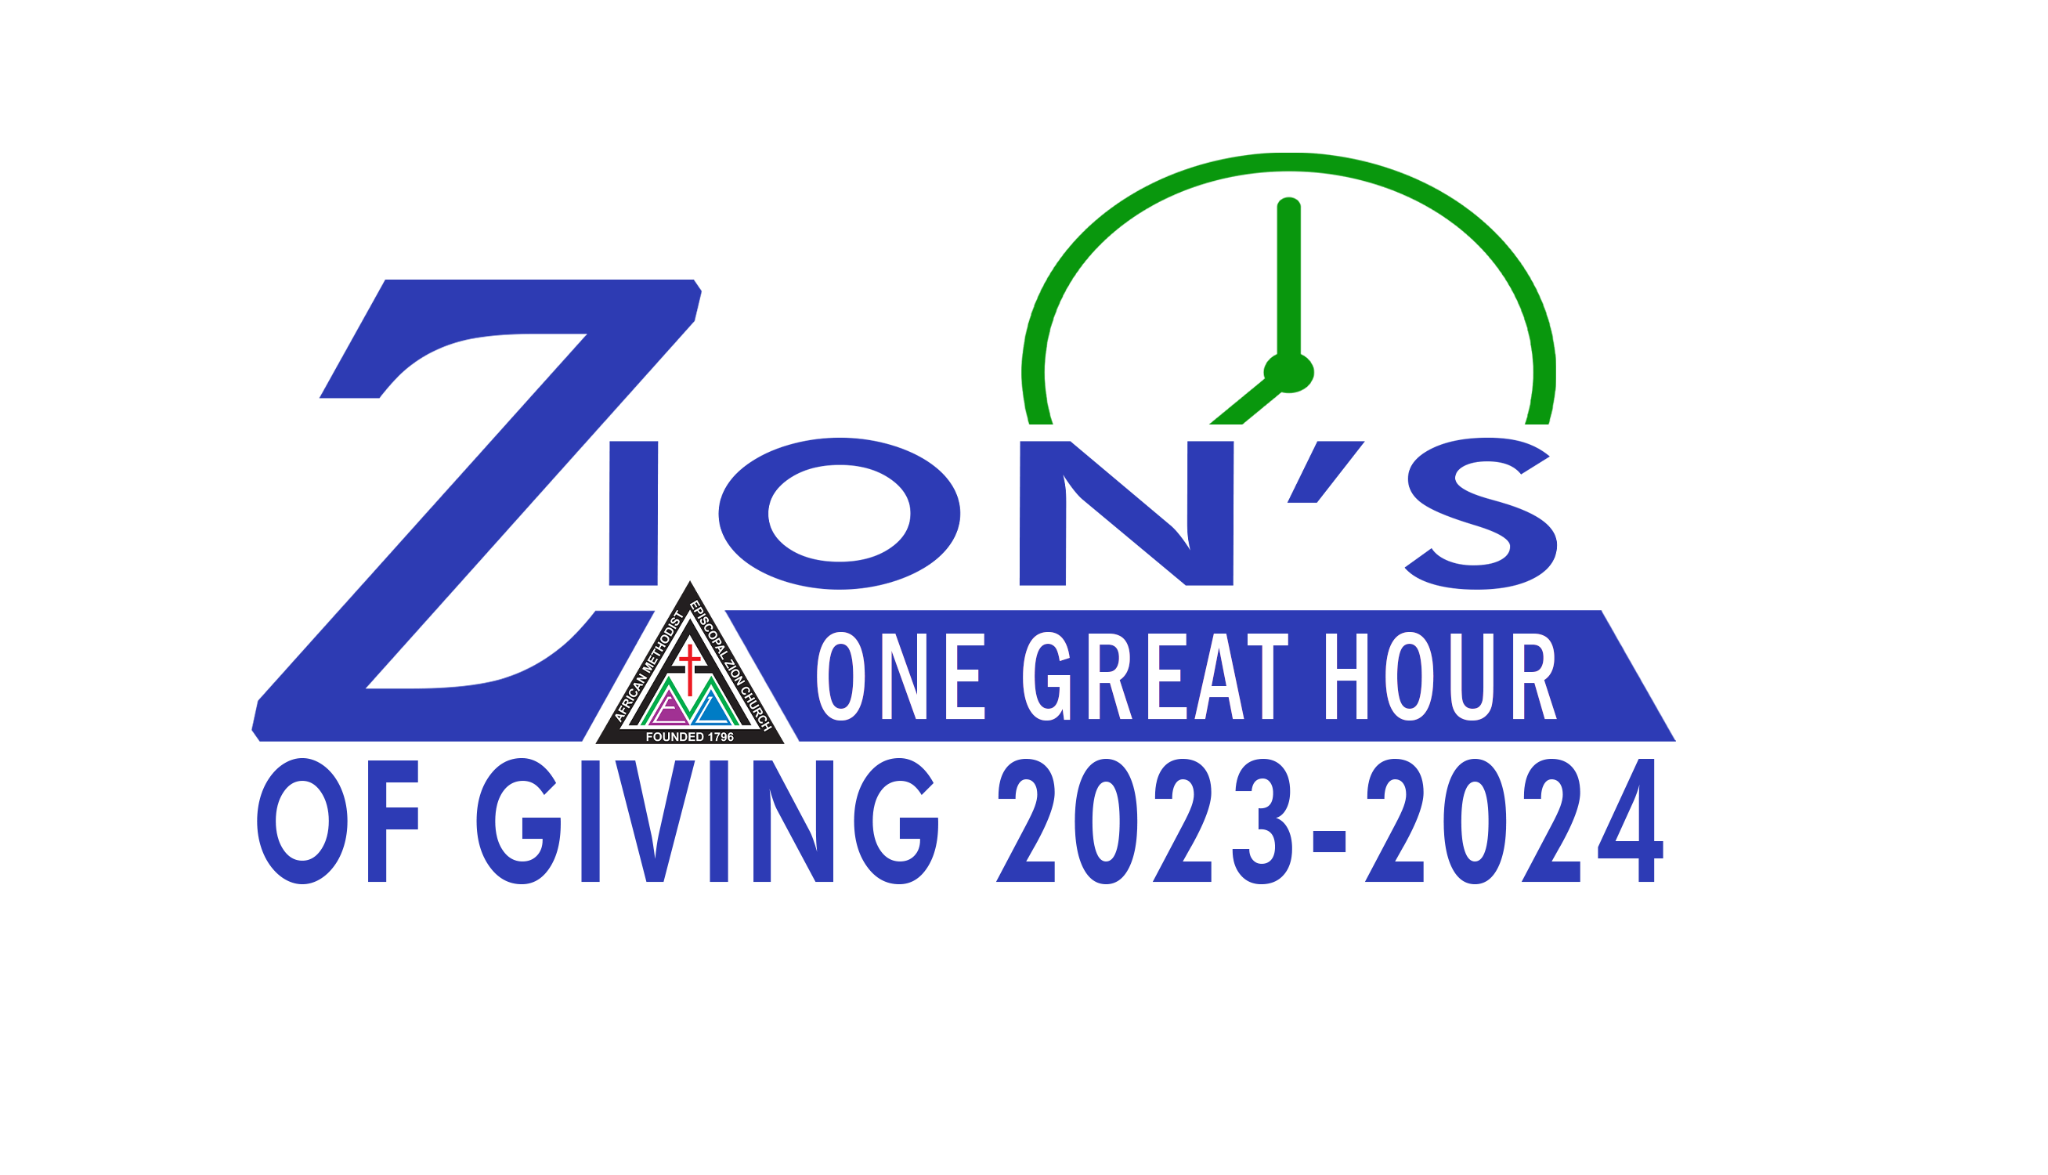 ZION'S
ONE GREAT HOUR
AFRICAN METHODIST
EPISCOPAL ZION CHURCH
FOUNDED 1796
OF GIVING 2023-2024